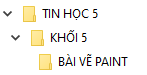 TIN HỌC 5
KHỐI 5
BÀI VẼ PAINT